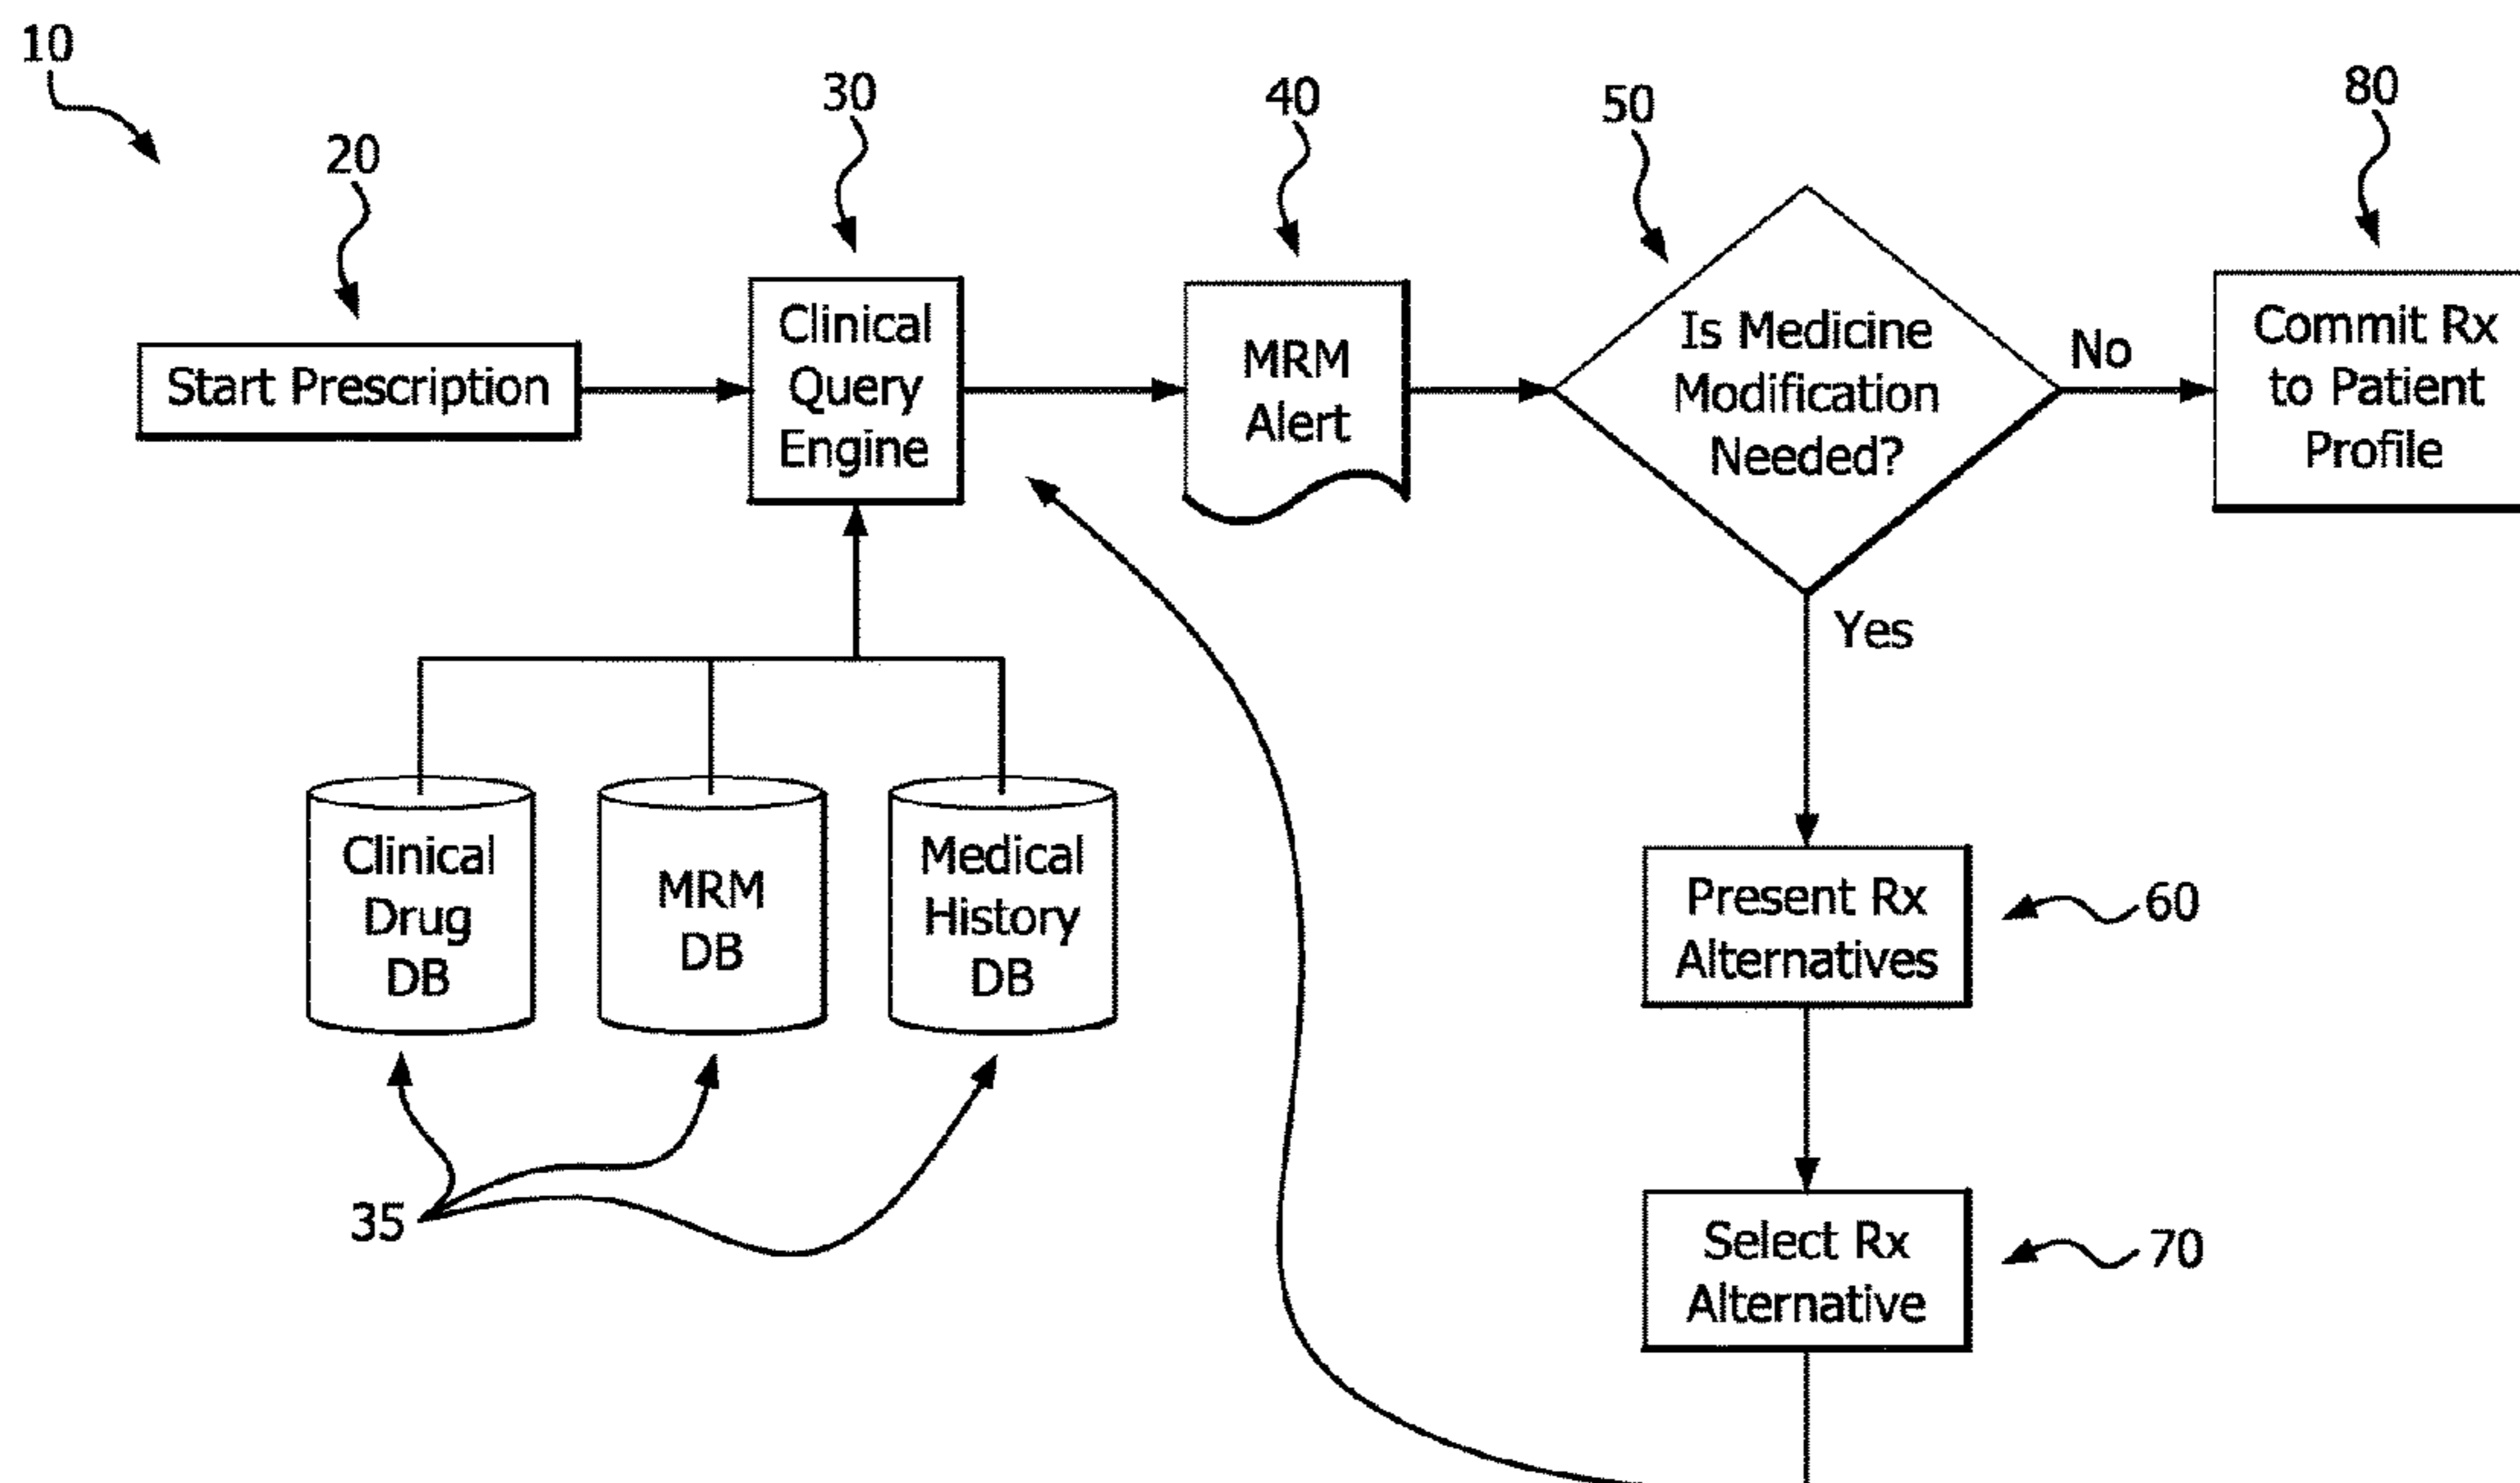 10
20
30
40
50
80
Start Prescription
Clinical
Query
Engine
MRM
Alert
Is Medicine
Modification
Needed?
No
Commit Rx
to Patient
Profile
Yes
Clinical
Drug
DB
MRM
DB
Medical
History
DB
35
Present Rx
Alternatives
60
Select Rx
Alternative
70